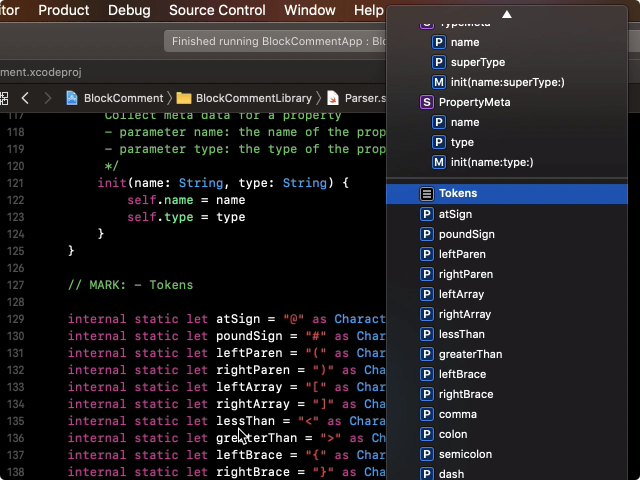 itor Product Debug Source Control Window Help
Finished running BlockCommentApp : Blo
ment.xcodeproj
BlockComment BlockCommentLibrary Parser.s
117 Collect meta data for a property
118 - parameter name: the name of the prop
119 - parameter type: the type of the prop
120 */
121 init(name: String, type: String) {
122 self.name = name
123 self.type = type
124 }
125 }
126
127 // MARK: - Tokens
128
129 internal static let atSign = "@" as Charact
130 internal static let poundSign = "#" as Char
131 internal static let leftParen = "(" as Char
132 internal static let rightParen = ")" as Cha
133 internal static let leftArray = "[" as Char
134 internal static let rightArray = "]" as Cha
135 internal static let lessThan = "<" as Chara
136 internal static let greaterThan = ">" as Ch
137 internal static let leftBrace = "{" as Char
138 internal static let rightBrace = "}" as Cha
S TypeMeta
P name
P superType
M init(name:superType:)
S PropertyMeta
P name
P type
M init(name:type:)
Tokens
P atSign
P poundSign
P leftParen
P rightParen
P leftArray
P rightArray
P lessThan
P greaterThan
P leftBrace
P rightBrace
P comma
P colon
P semicolon
P dash